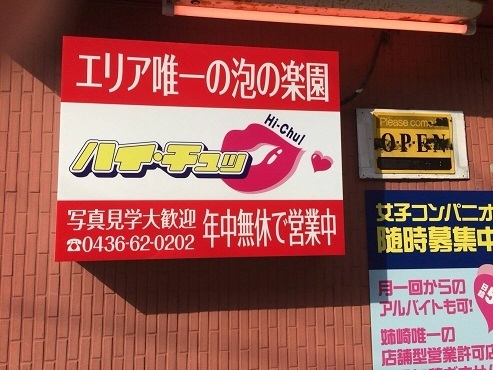 エリア唯一の泡の楽園
Hi-Chu!
ハイ・チュッ
写真見学大歓迎
年中無休で営業中
☎0436-62-0202
Please come
OPEN
女子コンパニオ
随時募集中
月一回からの
アルバイトも可!
姉崎唯一の
店舗型営業許可店